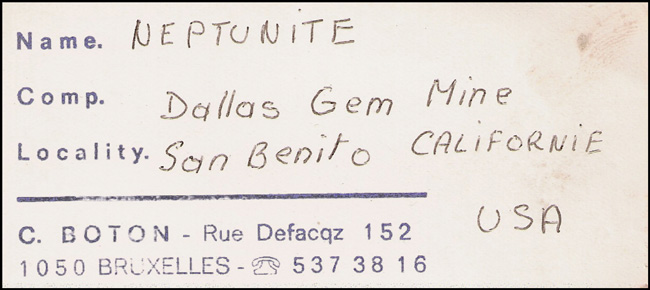 Name. NEPTUNITE
Comp. Dallas Gem Mine
Locality. San Benito CALIFORNIE
USA
C. BOTON - Rue Defacqz 152
1050 BRUXELLES - ☏ 537 38 16